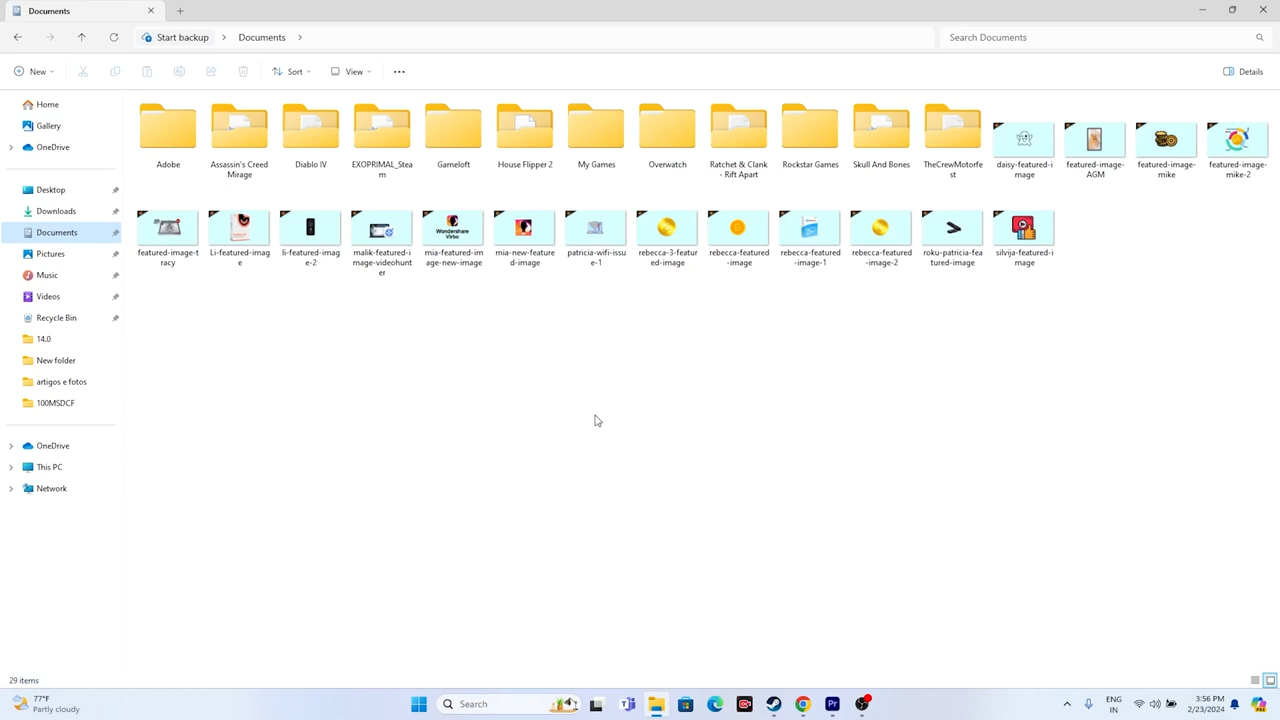 Documents
Start backup
Documents
Search Documents
New
Sort
View
Details
Home
Gallery
OneDrive
Desktop
Downloads
Documents
Pictures
Music
Videos
Recycle Bin
14.0
New folder
artigos e fotos
100MSDCF
OneDrive
This PC
Network
Adobe
Assassin's Creed
Mirage
Diablo IV
EXOPRIMAL_Stea
m
Gameloft
House Flipper 2
My Games
Overwatch
Ratchet & Clank
- Rift Apart
Rockstar Games
Skull And Bones
TheCrewMotorfe
st
daisy-featured-i
mage
featured-image-
AGM
featured-image-
mike
featured-image-
mike-2
featured-image-t
racy
Li-featured-imag
e
li-featured-imag
e-2
malik-featured-i
mage-videohunt
er
Wondershare
Virbo
mia-featured-im
age-new-image
mia-new-feature
d-image
patricia-wifi-issu
e-1
rebecca-3-featur
ed-image
rebecca-featured
-image
rebecca-featured
-image-1
rebecca-featured
-image-2
roku-patricia-fea
tured-image
silvija-featured-i
mage
29 items
77°F
Partly cloudy
Search
Pr
ENG
IN
3:56 PM
2/23/2024